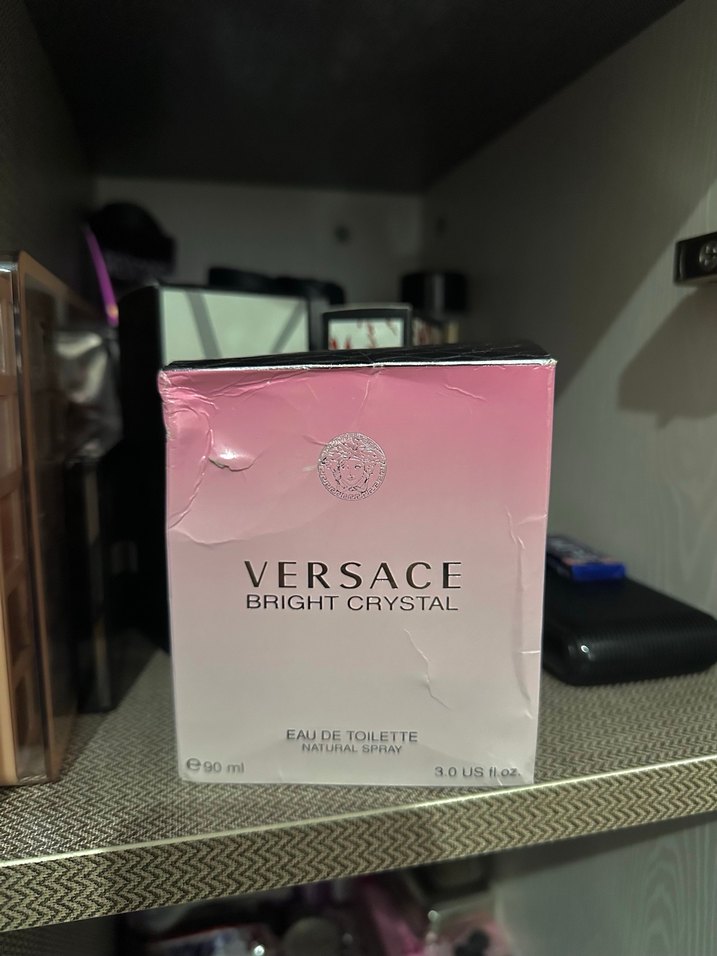 VERSACE
BRIGHT CRYSTAL
EAU DE TOILETTE
NATURAL SPRAY
℮90 ml
3.0 US fl.oz.